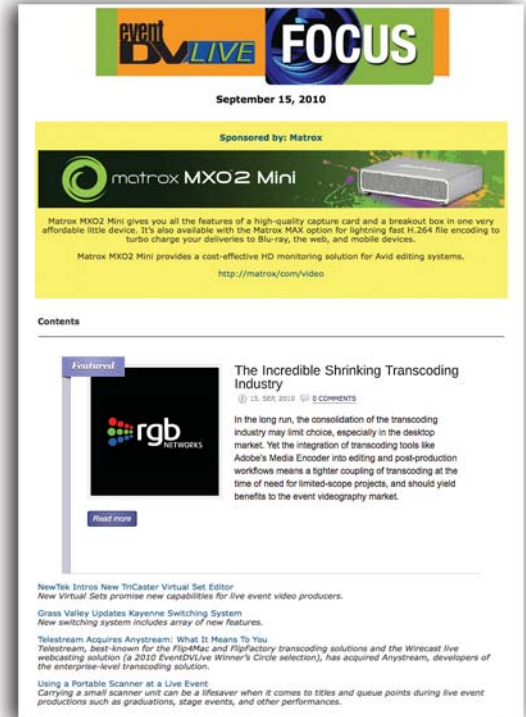 event
DVLIVE FOCUS
September 15, 2010
Sponsored by: Matrox
matrox MXO2 Mini
Matrox MXO2 Mini gives you all the features of a high-quality capture card and a breakout box in one very
affordable little device. It's also available with the Matrox MAX option for lightning fast H.264 file encoding to
turbo charge your deliveries to Blu-ray, the web, and mobile devices.
Matrox MXO2 Mini provides a cost-effective HD monitoring solution for Avid editing systems.
http://matrox/com/video
Contents
Featured
rgb
NETWORKS
The Incredible Shrinking Transcoding
Industry
15, SEP, 2010 0 COMMENTS
In the long run, the consolidation of the transcoding
industry may limit choice, especially in the desktop
market. Yet the integration of transcoding tools like
Adobe's Media Encoder into editing and post-production
workflows means a tighter coupling of transcoding at the
time of need for limited-scope projects, and should yield
benefits to the event videography market.
Read more
NewTek Intros New TriCaster Virtual Set Editor
New Virtual Sets promise new capabilities for live event video producers.
Grass Valley Updates Kayenne Switching System
New switching system includes array of new features.
Telestream Acquires Anystream: What It Means To You
Telestream, best-known for the Flip4Mac and FlipFactory transcoding solutions and the Wirecast live
webcasting solution (a 2010 EventDVLive Winner's Circle selection), has acquired Anystream, developers of
the enterprise-level transcoding solution.
Using a Portable Scanner at a Live Event
Carrying a small scanner unit can be a lifesaver when it comes to titles and queue points during live event
productions such as graduations, stage events, and other performances.